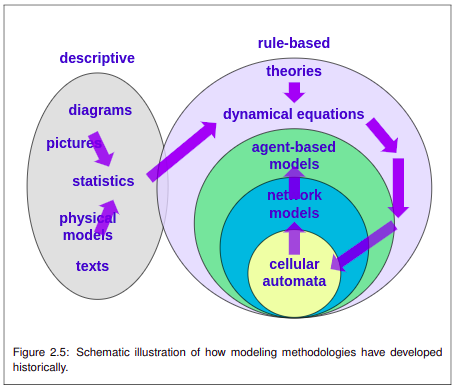 descriptive
diagrams
pictures
statistics
physical
models
texts
rule-based
theories
dynamical equations
agent-based
models
network
models
cellular
automata
Figure 2.5: Schematic illustration of how modeling methodologies have developed
historically.